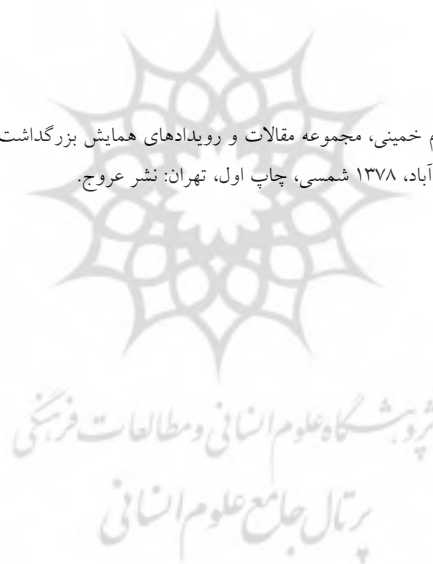 م خمینی، مجموعه مقالات و رویدادهای همایش بزرگداشت
آباد، ۱۳۷۸ شمسی، چاپ اول، تهران: نشر عروج.
پژوهشگاه علوم انسانی و مطالعات فرهنگی
پرتال جامع علوم انسانی